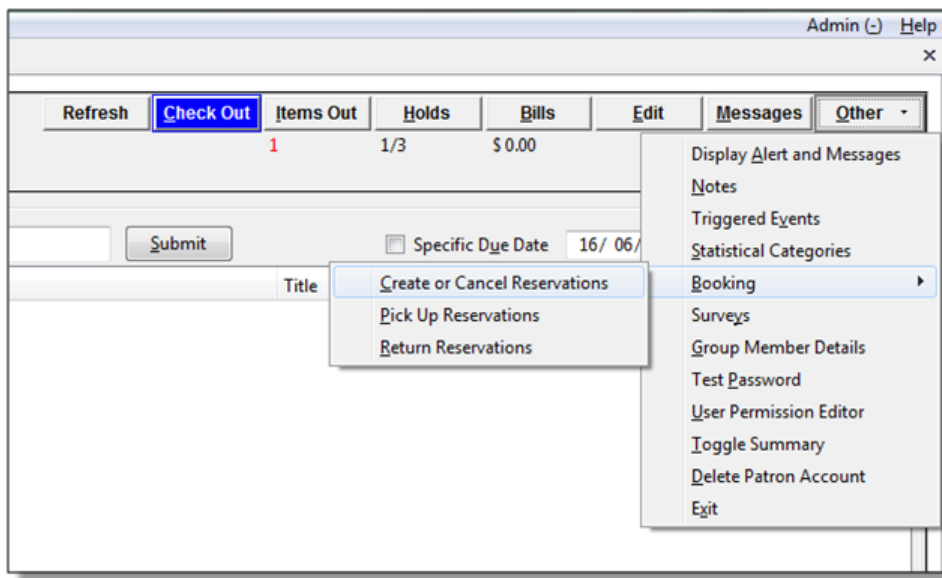 Admin (-) Help
×
Refresh Check Out Items Out Holds Bills Edit Messages Other
1 1/3 $ 0.00
Display Alert and Messages
Notes
Triggered Events
Submit Specific Due Date 16/ 06/ Statistical Categories
Title Create or Cancel Reservations Booking
Pick Up Reservations Surveys
Return Reservations Group Member Details
Test Password
User Permission Editor
Toggle Summary
Delete Patron Account
Exit